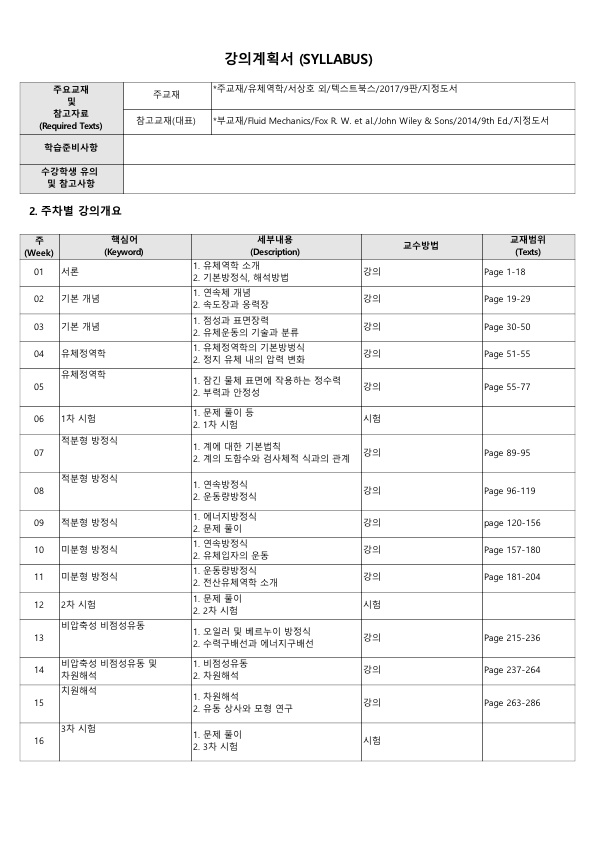 강의계획서 (SYLLABUS)
주요교재
및
참고자료
(Required Texts)
주교재
*주교재/유체역학/서상호 외/텍스트북스/2017/9판/지정도서
참고교재(대표)
*부교재/Fluid Mechanics/Fox R. W. et al./John Wiley & Sons/2014/9th Ed./지정도서
학습준비사항
수강학생 유의
및 참고사항
2. 주차별 강의개요
주
(Week)
핵심어
(Keyword)
세부내용
(Description)
교수방법
교재범위
(Texts)
01
서론
1. 유체역학 소개
2. 기본방정식, 해석방법
강의
Page 1-18
02
기본 개념
1. 연속체 개념
2. 속도장과 응력장
강의
Page 19-29
03
기본 개념
1. 점성과 표면장력
2. 유체운동의 기술과 분류
강의
Page 30-50
04
유체정역학
1. 유체정역학의 기본방병식
2. 정지 유체 내의 압력 변화
강의
Page 51-55
05
유체정역학
1. 잠긴 물체 표면에 작용하는 정수력
2. 부력과 안정성
강의
Page 55-77
06
1차 시험
1. 문제 풀이 등
2. 1차 시험
시험
07
적분형 방정식
1. 계에 대한 기본법칙
2. 계의 도함수와 검사체적 식과의 관계
강의
Page 89-95
08
적분형 방정식
1. 연속방정식
2. 운동량방정식
강의
Page 96-119
09
적분형 방정식
1. 에너지방정식
2. 문제 풀이
강의
page 120-156
10
미분형 방정식
1. 연속방정식
2. 유체입자의 운동
강의
Page 157-180
11
미분형 방정식
1. 운동량방정식
2. 전산유체역학 소개
강의
Page 181-204
12
2차 시험
1. 문제 풀이
2. 2차 시험
시험
13
비압축성 비점성유동
1. 오일러 및 베르누이 방정식
2. 수력구배선과 에너지구배선
강의
Page 215-236
14
비압축성 비점성유동 및
차원해석
1. 비점성유동
2. 차원해석
강의
Page 237-264
15
치원해석
1. 차원해석
2. 유동 상사와 모형 연구
강의
Page 263-286
16
3차 시험
1. 문제 풀이
2. 3차 시험
시험